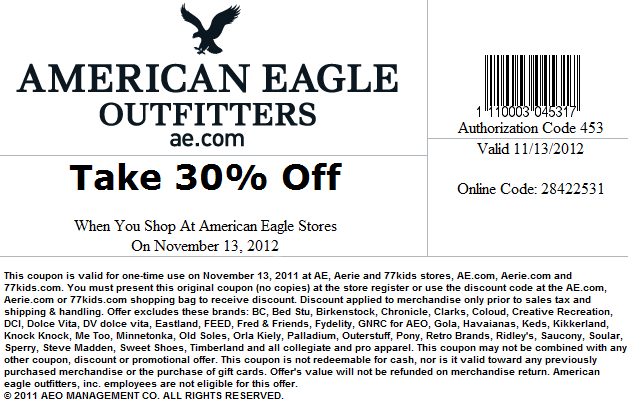 AMERICAN EAGLE
OUTFITTERS
ae.com
Take 30% Off
When You Shop At American Eagle Stores
On November 13, 2012
1 110003 045317
Authorization Code 453
Valid 11/13/2012
Online Code: 28422531
This coupon is valid for one-time use on November 13, 2011 at AE, Aerie and 77kids stores, AE.com, Aerie.com and
77kids.com. You must present this original coupon (no copies) at the store register or use the discount code at the AE.com,
Aerie.com or 77kids.com shopping bag to receive discount. Discount applied to merchandise only prior to sales tax and
shipping & handling. Offer excludes these brands: BC, Bed Stu, Birkenstock, Chronicle, Clarks, Coloud, Creative Recreation,
DCI, Dolce Vita, DV dolce vita, Eastland, FEED, Fred & Friends, Fydelity, GNRC for AEO, Gola, Havaianas, Keds, Kikkerland,
Knock Knock, Me Too, Minnetonka, Old Soles, Orla Kiely, Palladium, Outerstuff, Pony, Retro Brands, Ridley's, Saucony, Soular,
Sperry, Steve Madden, Sweet Shoes, Timberland and all collegiate and pro apparel. This coupon may not be combined with any
other coupon, discount or promotional offer. This coupon is not redeemable for cash, nor is it valid toward any previously
purchased merchandise or the purchase of gift cards. Offer's value will not be refunded on merchandise return. American
eagle outfitters, inc. employees are not eligible for this offer.
© 2011 AEO MANAGEMENT CO. ALL RIGHTS RESERVED.